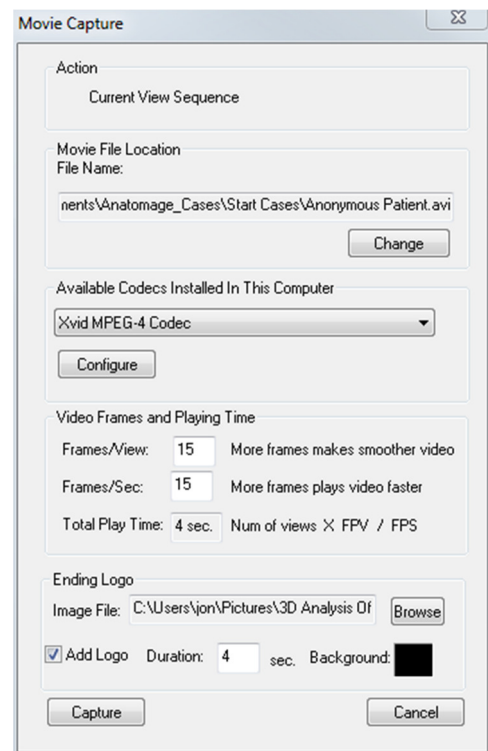 Movie Capture
Action
Current View Sequence
Movie File Location
File Name:
nents\Anatomage_Cases\Start Cases\Anonymous Patient.avi
Change
Available Codecs Installed In This Computer
Xvid MPEG-4 Codec
Configure
Video Frames and Playing Time
Frames/View: 15 More frames makes smoother video
Frames/Sec: 15 More frames plays video faster
Total Play Time: 4 sec. Num of views X FPV / FPS
Ending Logo
Image File: C:\Users\jon\Pictures\3D Analysis Of Browse
Add Logo Duration: 4 sec. Background:
Capture Cancel